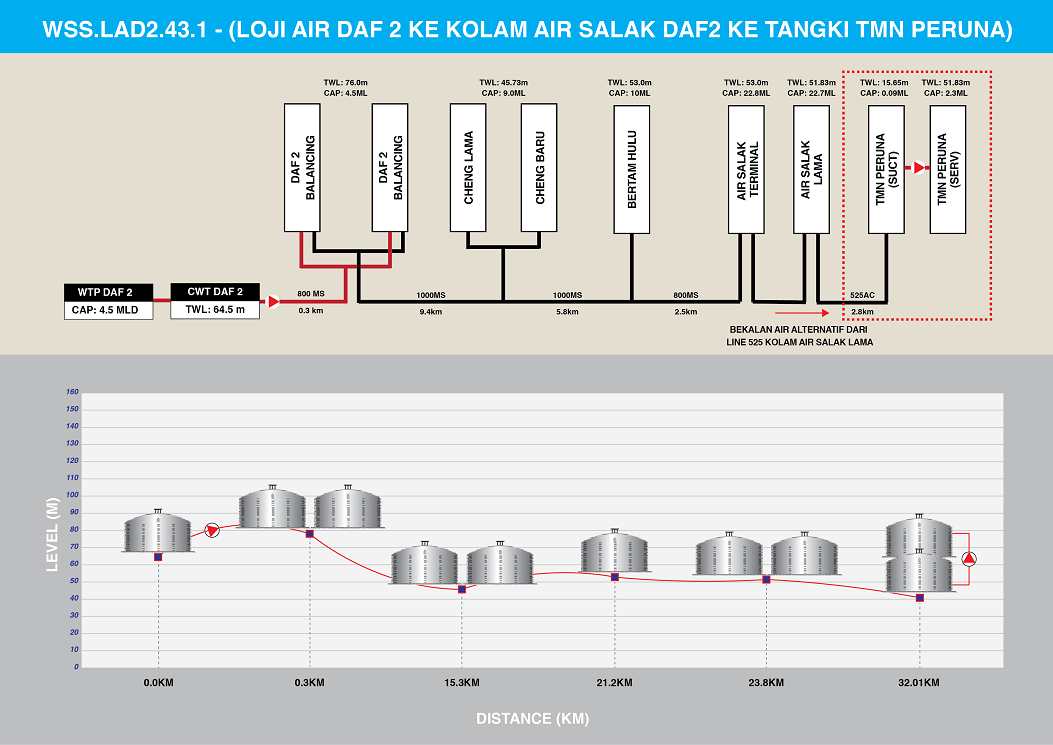 WSS.LAD2.43.1 - (LOJI AIR DAF 2 KE KOLAM AIR SALAK DAF2 KE TANGKI TMN PERUNA)
TWL: 76.0m
CAP: 4.5ML
TWL: 45.73m
CAP: 9.0ML
TWL: 53.0m
CAP: 10ML
TWL: 53.0m
CAP: 22.8ML
TWL: 51.83m
CAP: 22.7ML
TWL: 15.65m
CAP: 0.09ML
TWL: 51.83m
CAP: 2.3ML
DAF 2
BALANCING
DAF 2
BALANCING
CHENG LAMA
CHENG BARU
BERTAM HULU
AIR SALAK
TERMINAL
AIR SALAK
LAMA
TMN PERUNA
(SUCT)
TMN PERUNA
(SERV)
WTP DAF 2
CAP: 4.5 MLD
CWT DAF 2
TWL: 64.5 m
800 MS
0.3 km
1000MS
9.4km
1000MS
5.8km
800MS
2.5km
525AC
2.8km
BEKALAN AIR ALTERNATIF DARI
LINE 525 KOLAM AIR SALAK LAMA
LEVEL (M)
160
150
140
130
120
110
100
90
80
70
60
50
40
30
20
10
0
0.0KM
0.3KM
15.3KM
21.2KM
23.8KM
32.01KM
DISTANCE (KM)